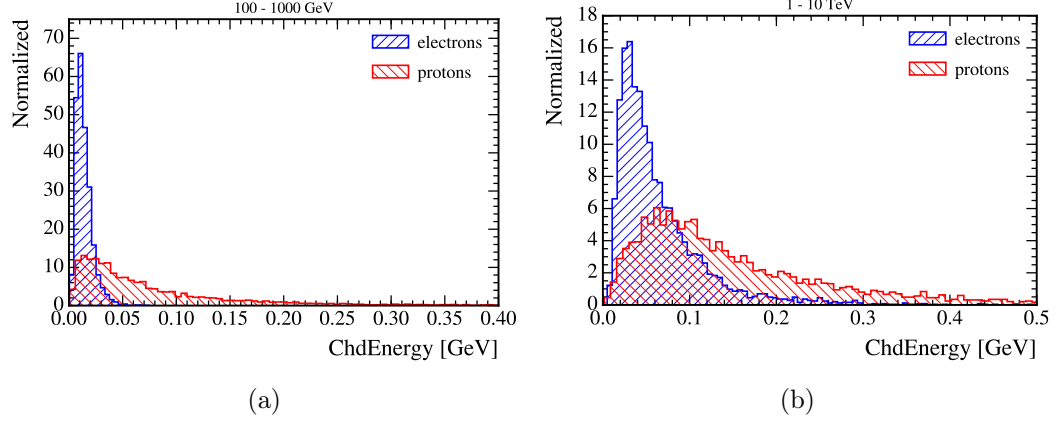 100 - 1000 GeV
Normalized
70
60
50
40
30
20
10
0
electrons
protons
0.00 0.05 0.10 0.15 0.20 0.25 0.30 0.35 0.40
ChdEnergy [GeV]
(a)
1 - 10 TeV
Normalized
18
16
14
12
10
8
6
4
2
0
electrons
protons
0.0 0.1 0.2 0.3 0.4 0.5
ChdEnergy [GeV]
(b)